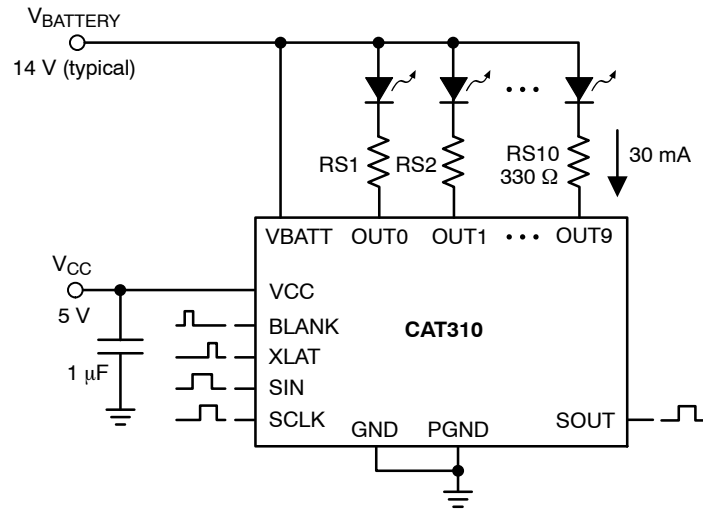 VBATTERY
14 V (typical)
RS1
RS2
RS10
330 Ω
30 mA
VBATT OUT0 OUT1 ••• OUT9
VCC
5 V
1 μF
VCC
BLANK
XLAT
SIN
SCLK
CAT310
GND PGND
SOUT